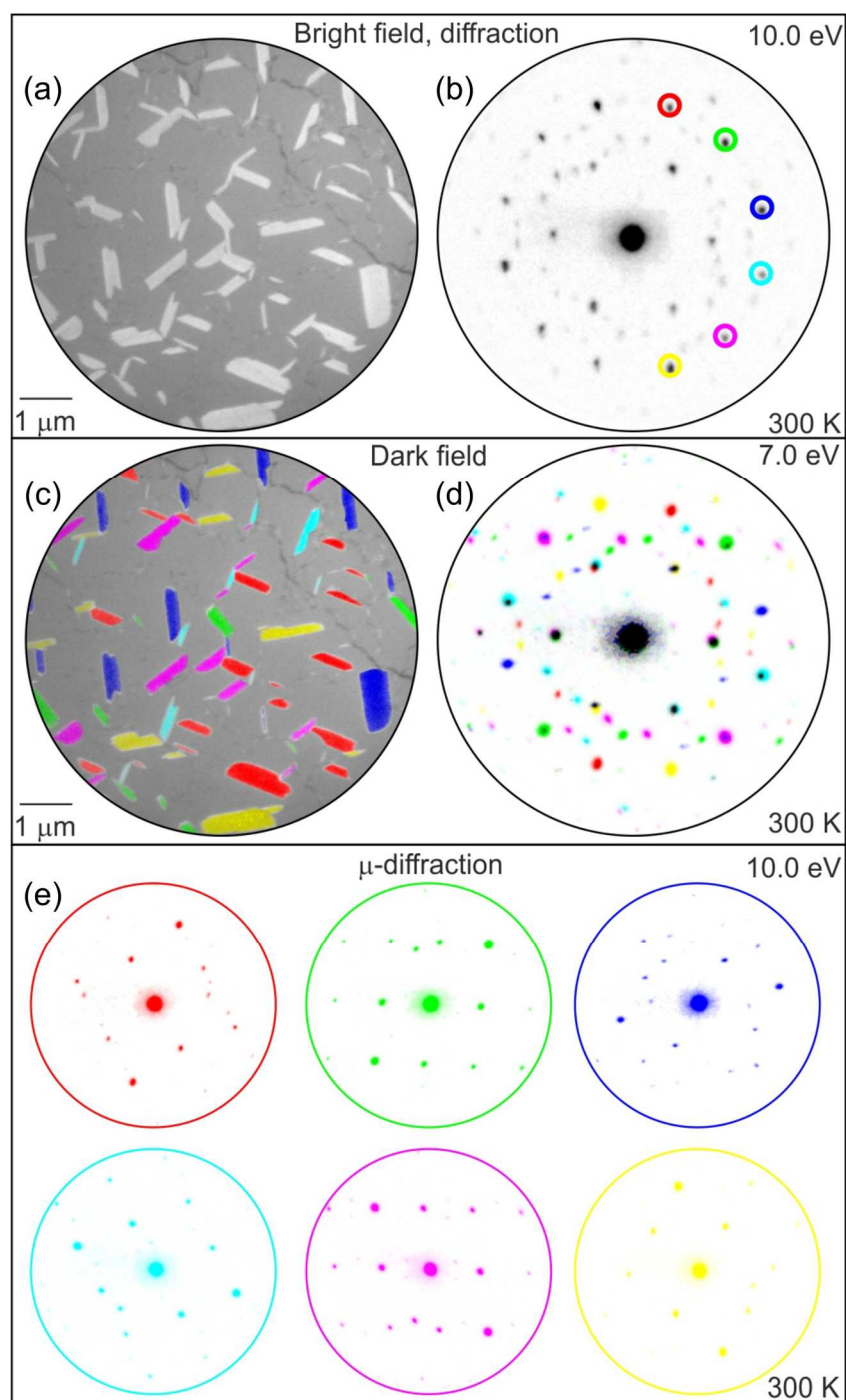 Bright field, diffraction 10.0 eV
(a) (b)
1 μm 300 K
Dark field 7.0 eV
(c) (d)
1 μm 300 K
μ-diffraction 10.0 eV
(e)
300 K